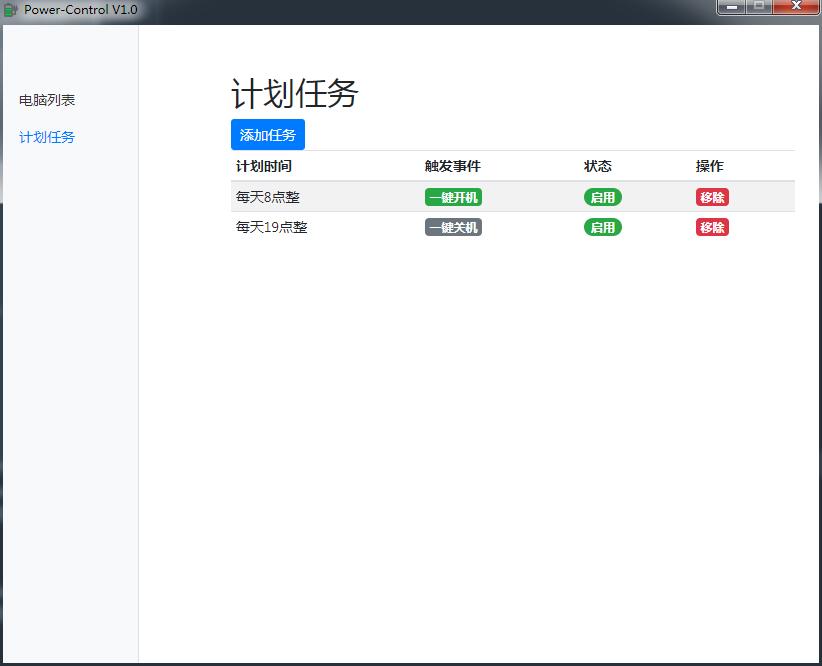 Power-Control V1.0
电脑列表
计划任务
计划任务
添加任务
计划时间 触发事件 状态 操作
每天8点整 一键开机 启用 移除
每天19点整 一键关机 启用 移除